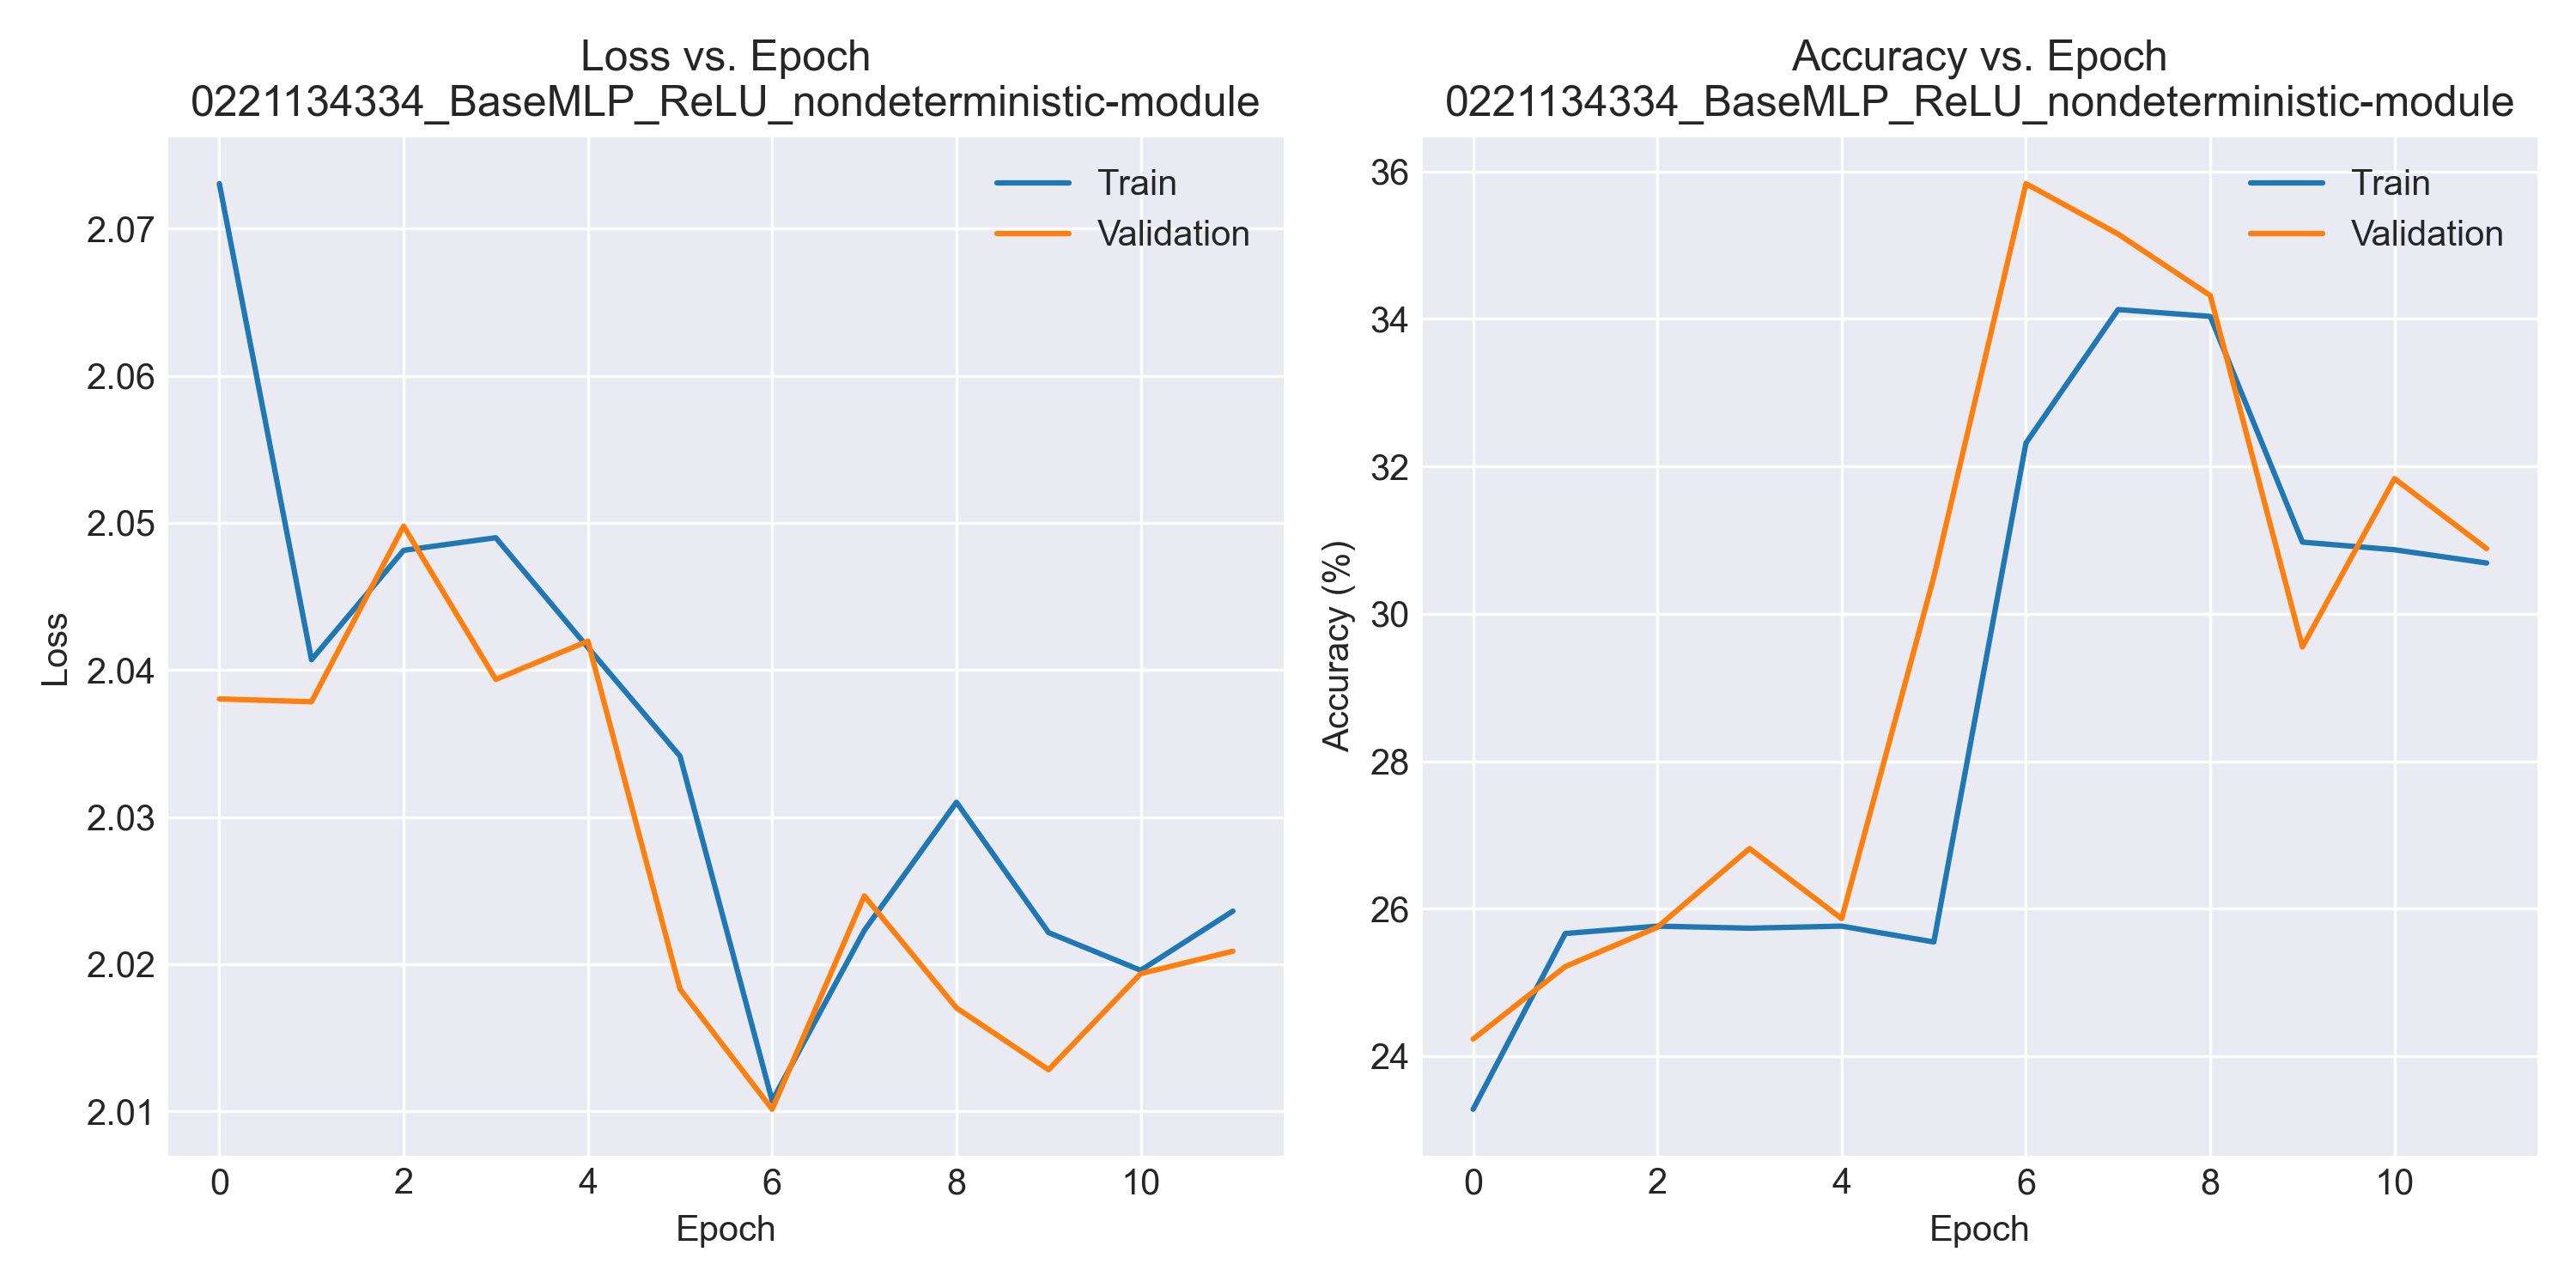 Loss vs. Epoch
0221134334_BaseMLP_ReLU_nondeterministic-module
Train
Validation
2.07
2.06
2.05
2.04
2.03
2.02
2.01
Loss
0 2 4 6 8 10
Epoch
Accuracy vs. Epoch
0221134334_BaseMLP_ReLU_nondeterministic-module
Train
Validation
36
34
32
30
28
26
24
Accuracy (%)
0 2 4 6 8 10
Epoch